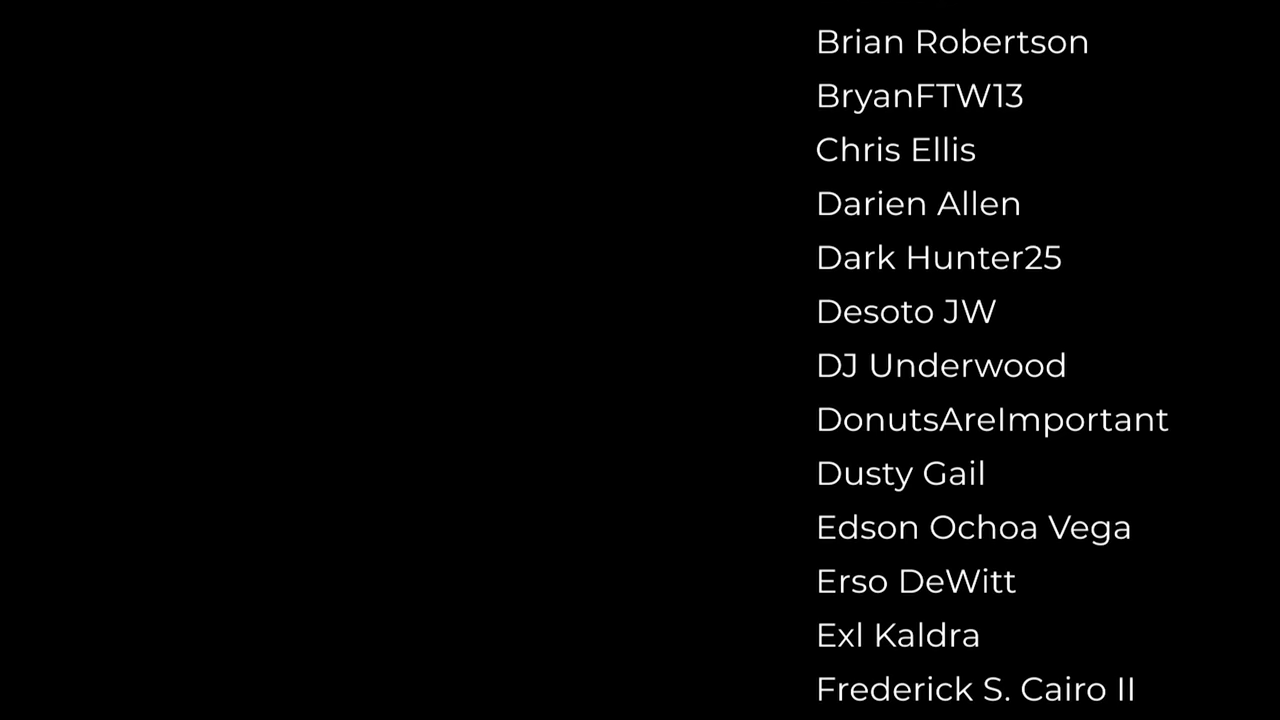 Brian Robertson
BryanFTW13
Chris Ellis
Darien Allen
Dark Hunter25
Desoto JW
DJ Underwood
DonutsAreImportant
Dusty Gail
Edson Ochoa Vega
Erso DeWitt
Exl Kaldra
Frederick S. Cairo II